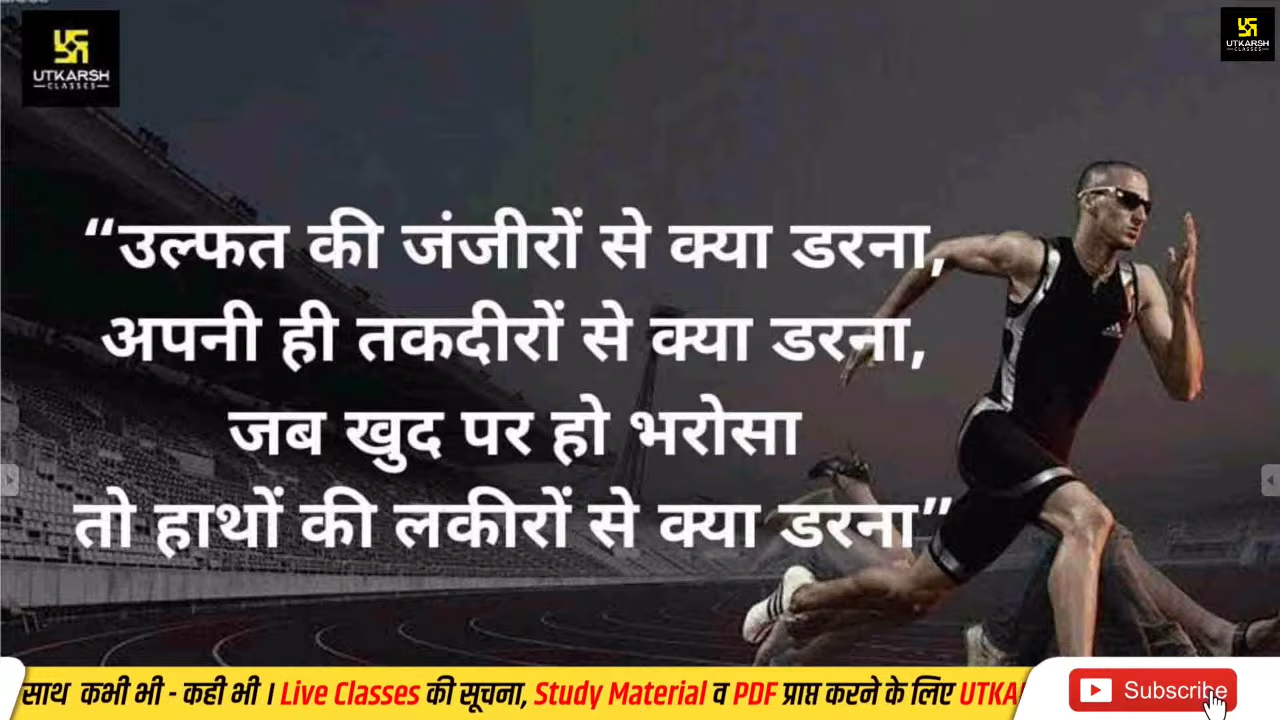 UTKARSH
CLASSES
UTKARSH
CLASSES
“उल्फत की जंजीरों से क्या डरना,
अपनी ही तकदीरों से क्या डरना,
जब खुद पर हो भरोसा
तो हाथों की लकीरों से क्या डरना”
साथ कभी भी - कही भी । Live Classes की सूचना, Study Material व PDF प्राप्त करने के लिए UTKA
Subscribe